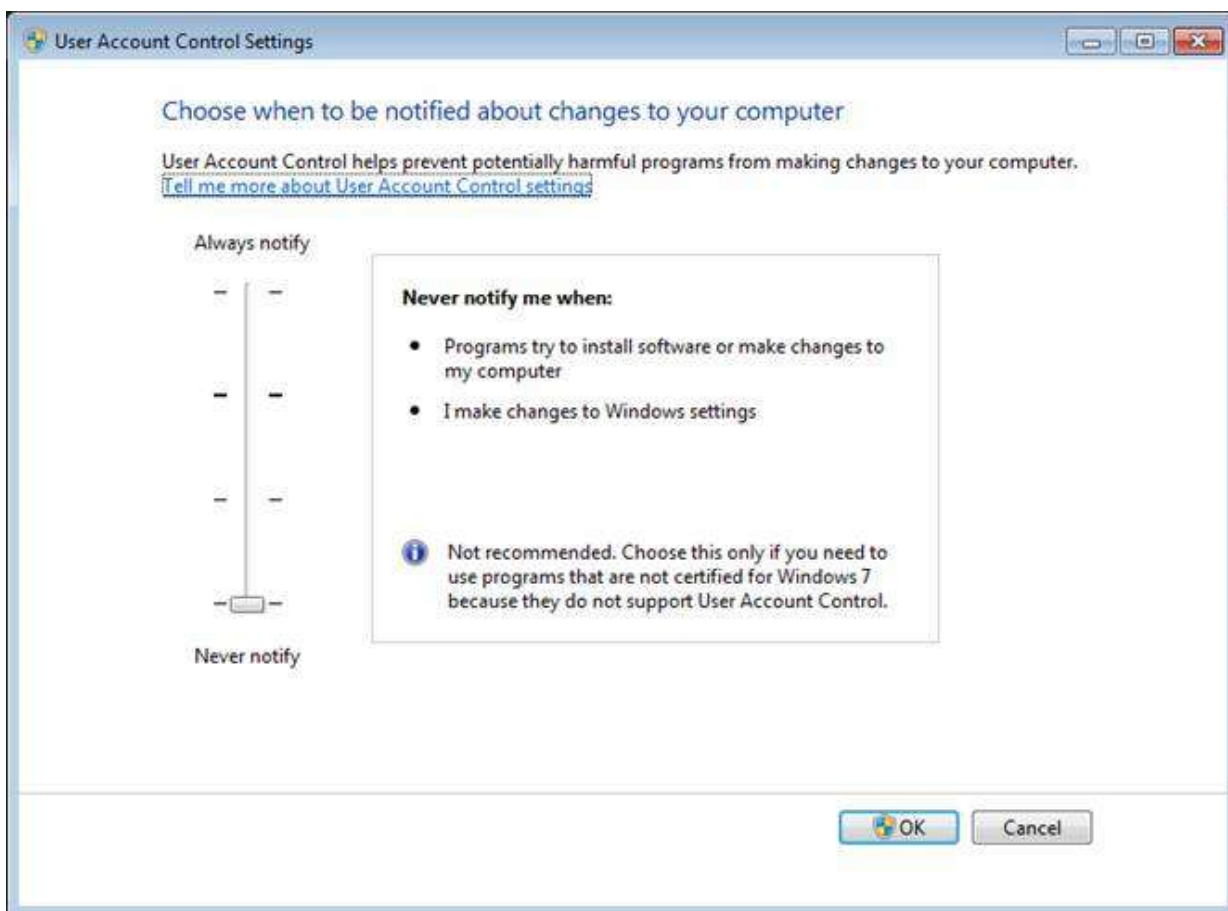 User Account Control Settings
Choose when to be notified about changes to your computer
User Account Control helps prevent potentially harmful programs from making changes to your computer.
Tell me more about User Account Control settings
Always notify
Never notify me when:
• Programs try to install software or make changes to
my computer
• I make changes to Windows settings
Not recommended. Choose this only if you need to
use programs that are not certified for Windows 7
because they do not support User Account Control.
Never notify
OK
Cancel